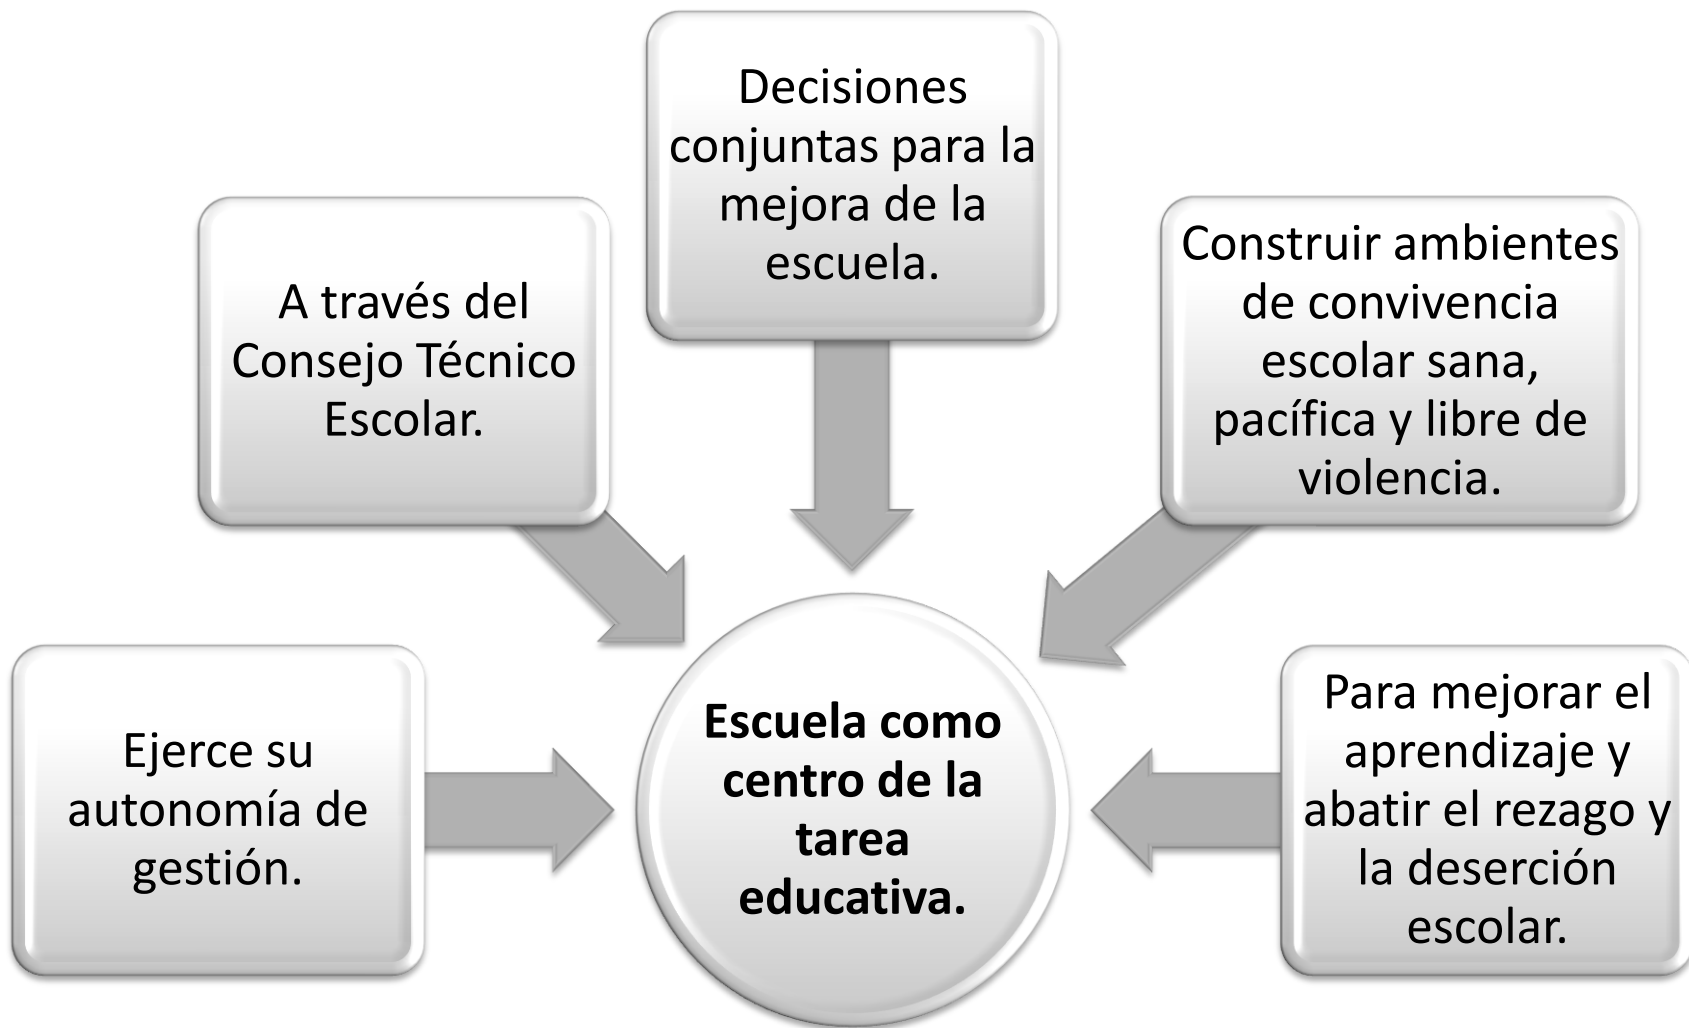 Decisiones
conjuntas para la
mejora de la
escuela.
A través del
Consejo Técnico
Escolar.
Construir ambientes
de convivencia
escolar sana,
pacífica y libre de
violencia.
Ejerce su
autonomía de
gestión.
Escuela como
centro de la
tarea
educativa.
Para mejorar el
aprendizaje y
abatir el rezago y
la deserción
escolar.